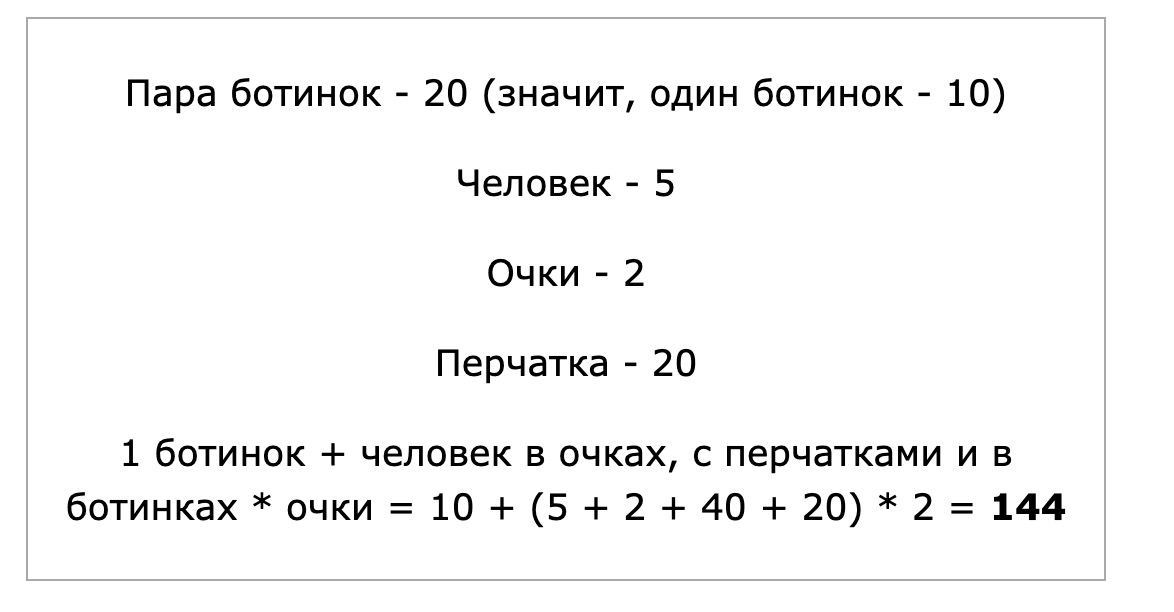 Пара ботинок - 20 (значит, один ботинок - 10)
Человек - 5
Очки - 2
Перчатка - 20
1 ботинок + человек в очках, с перчатками и в
ботинках * очки = 10 + (5 + 2 + 40 + 20) * 2 = 144